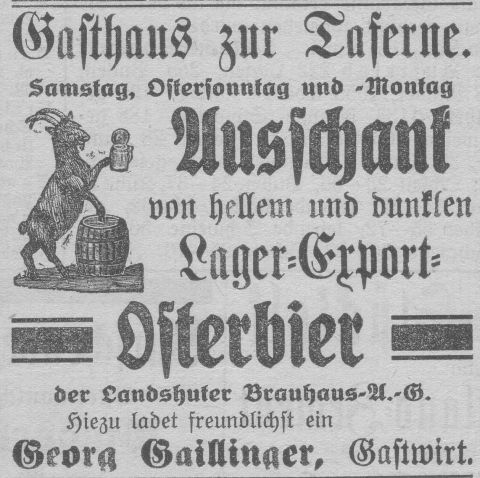 Gasthaus zur Taferne.
Samstag, Ostersonntag und -Montag
Ausschank
von hellem und dunklen
Lager-Export-
Osterbier
der Landshuter Brauhaus-A.-G.
Hiezu ladet freundlichst ein
Georg Gaillinger, Gastwirt.